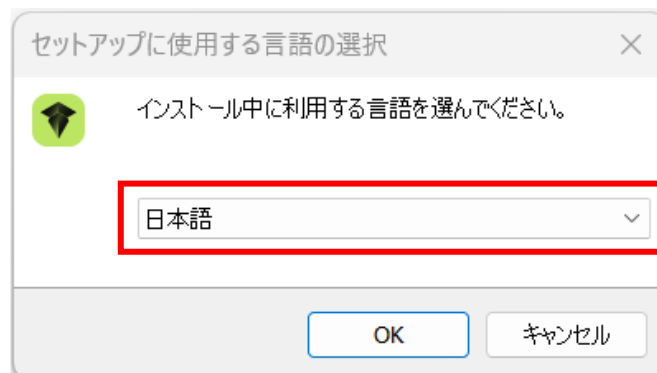 セットアップに使用する言語の選択
インストール中に利用する言語を選んでください。
日本語
OK
キャンセル